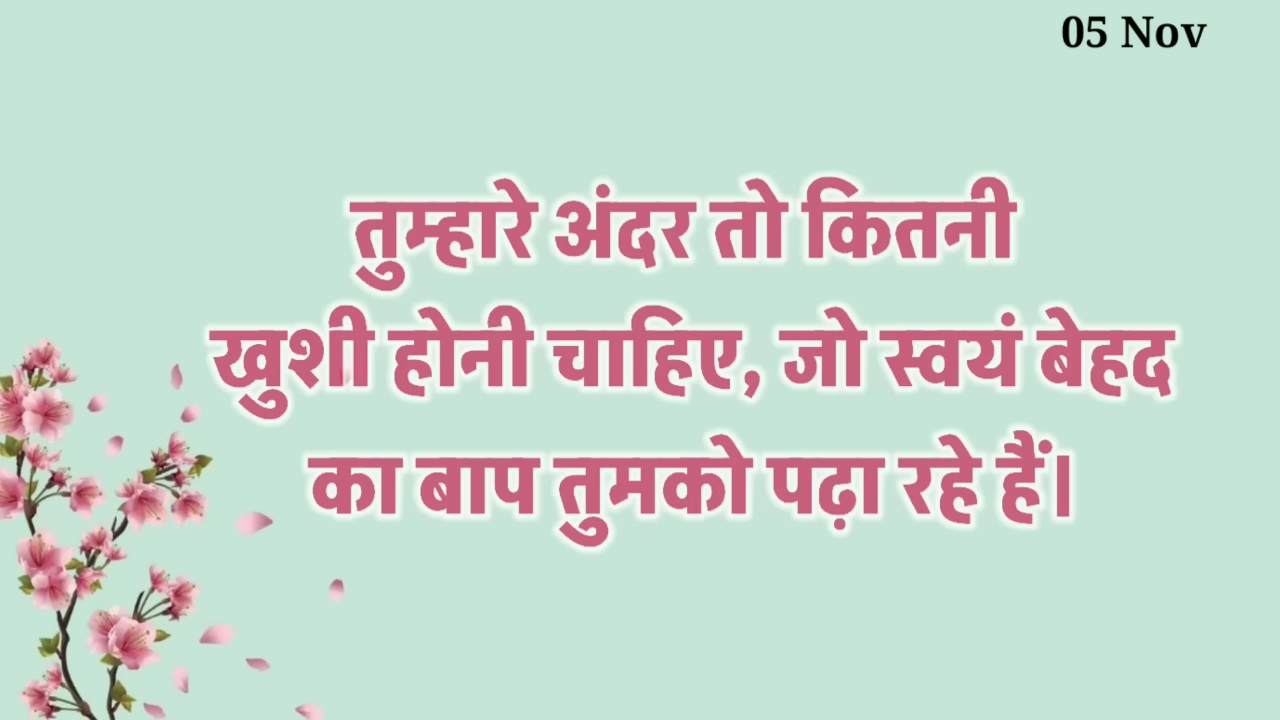 05 Nov
तुम्हारे अंदर तो कितनी
खुशी होनी चाहिए, जो स्वयं बेहद
का बाप तुमको पढ़ा रहे हैं।